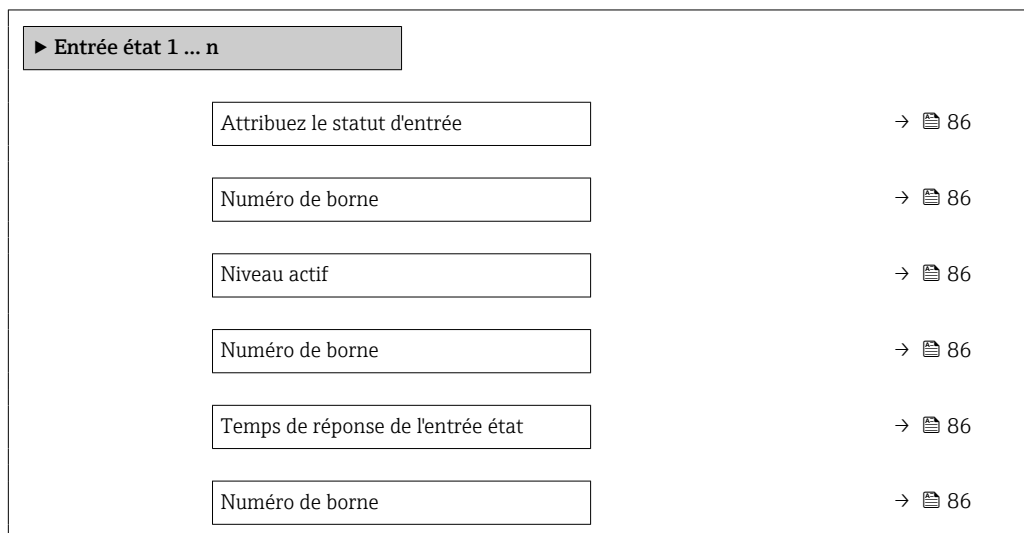 ▶ Entrée état 1 ... n
Attribuez le statut d'entrée → 86
Numéro de borne → 86
Niveau actif → 86
Numéro de borne → 86
Temps de réponse de l'entrée état → 86
Numéro de borne → 86